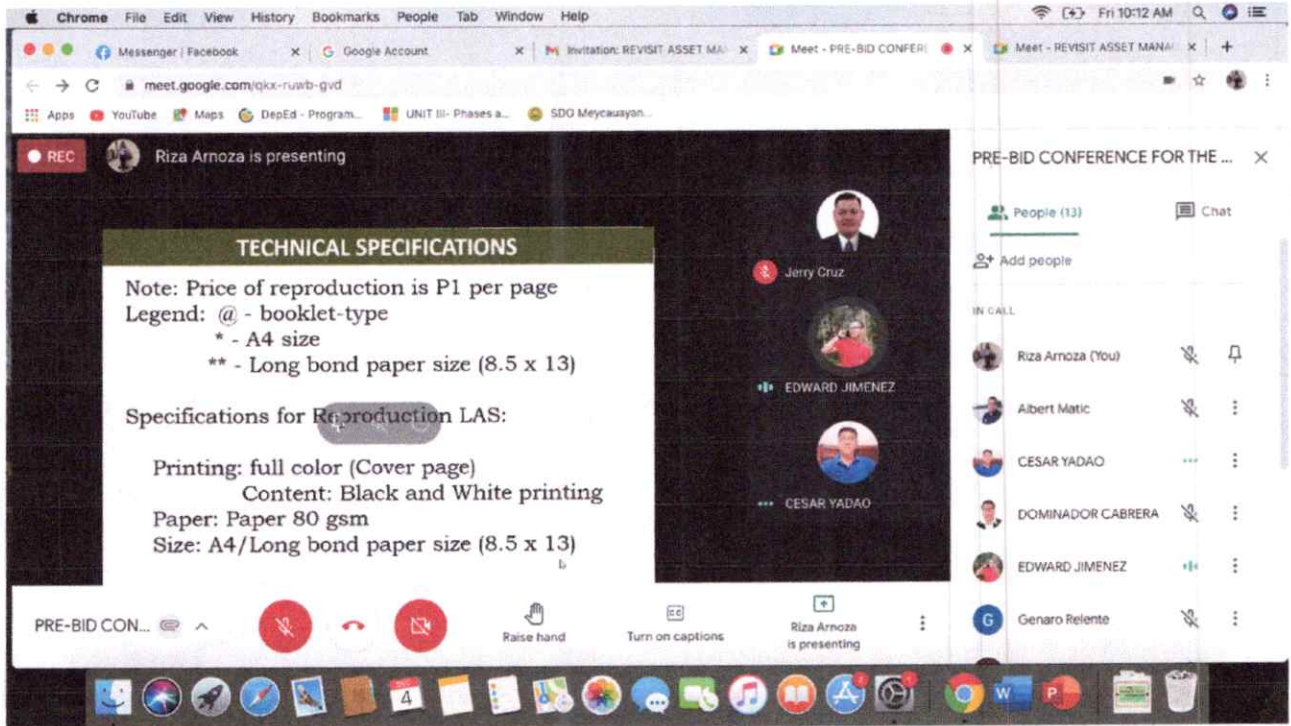 Chrome File Edit View History Bookmarks People Tab Window Help Fri 10:12 AM
Messenger | Facebook Google Account Invitation: REVISIT ASSET MA Meet - PRE-BID CONFERE Meet - REVISIT ASSET MANA
meet.google.com/qkx-ruwb-gvd
Apps YouTube Maps DepEd - Program... UNIT III- Phases a... SDO Meycauayan...
REC Riza Arnoza is presenting
TECHNICAL SPECIFICATIONS
Note: Price of reproduction is P1 per page
Legend: @ - booklet-type
* - A4 size
** - Long bond paper size (8.5 x 13)
Specifications for Reproduction LAS:
Printing: full color (Cover page)
Content: Black and White printing
Paper: Paper 80 gsm
Size: A4/Long bond paper size (8.5 x 13)
Jerry Cruz
EDWARD JIMENEZ
CESAR YADAO
PRE-BID CONFERENCE FOR THE ...
People (13) Chat
Add people
IN CALL
Riza Arnoza (You)
Albert Matic
CESAR YADAO
DOMINADOR CABRERA
EDWARD JIMENEZ
G Genaro Relente
PRE-BID CON... Raise hand Turn on captions Riza Arnoza
is presenting
4